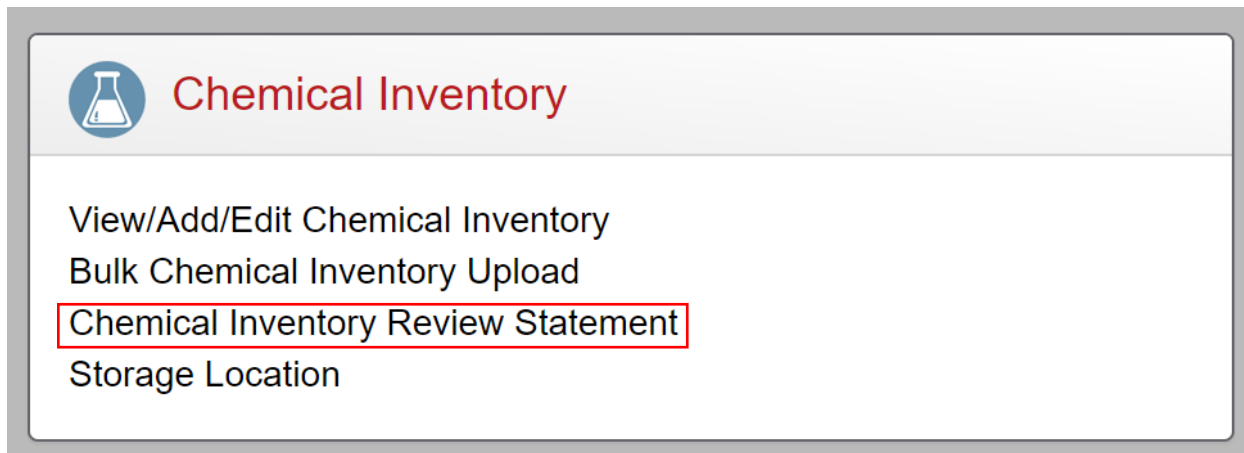 Chemical Inventory
View/Add/Edit Chemical Inventory
Bulk Chemical Inventory Upload
Chemical Inventory Review Statement
Storage Location